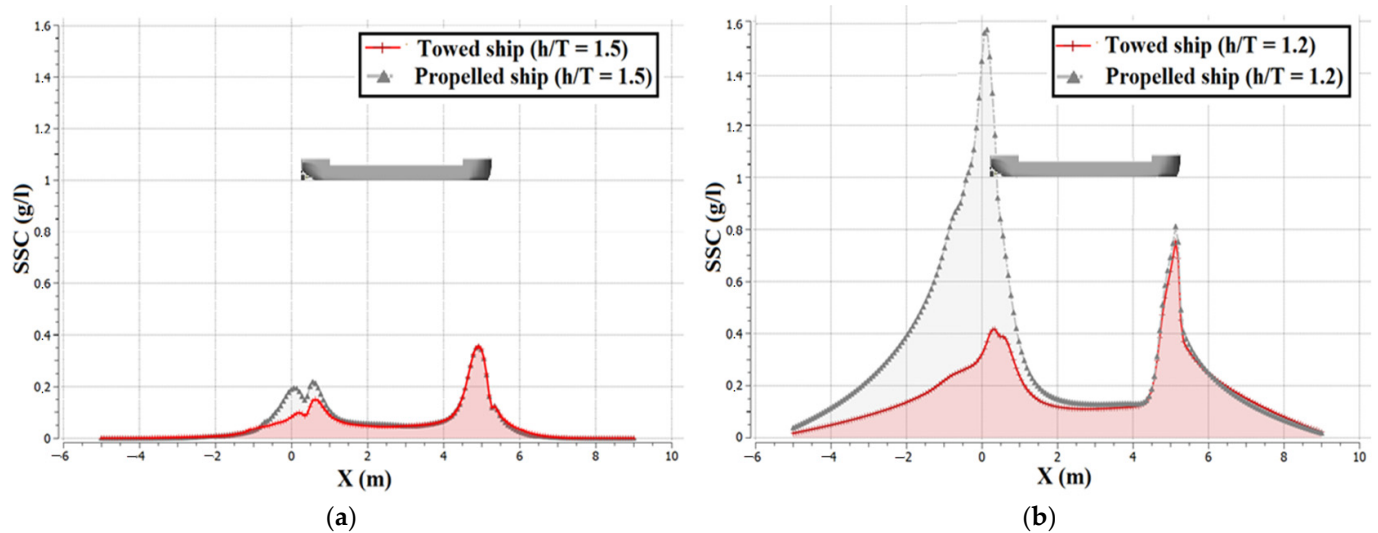 1.6
1.4
1.2
1
0.8
0.6
0.4
0.2
0
SSC (g/l)
Towed ship (h/T = 1.5)
Propelled ship (h/T = 1.5)
−6 −4 −2 0 2 4 6 8 10
X (m)
(a)
1.6
1.4
1.2
1
0.8
0.6
0.4
0.2
0
SSC (g/l)
Towed ship (h/T = 1.2)
Propelled ship (h/T = 1.2)
−6 −4 −2 0 2 4 6 8 10
X (m)
(b)